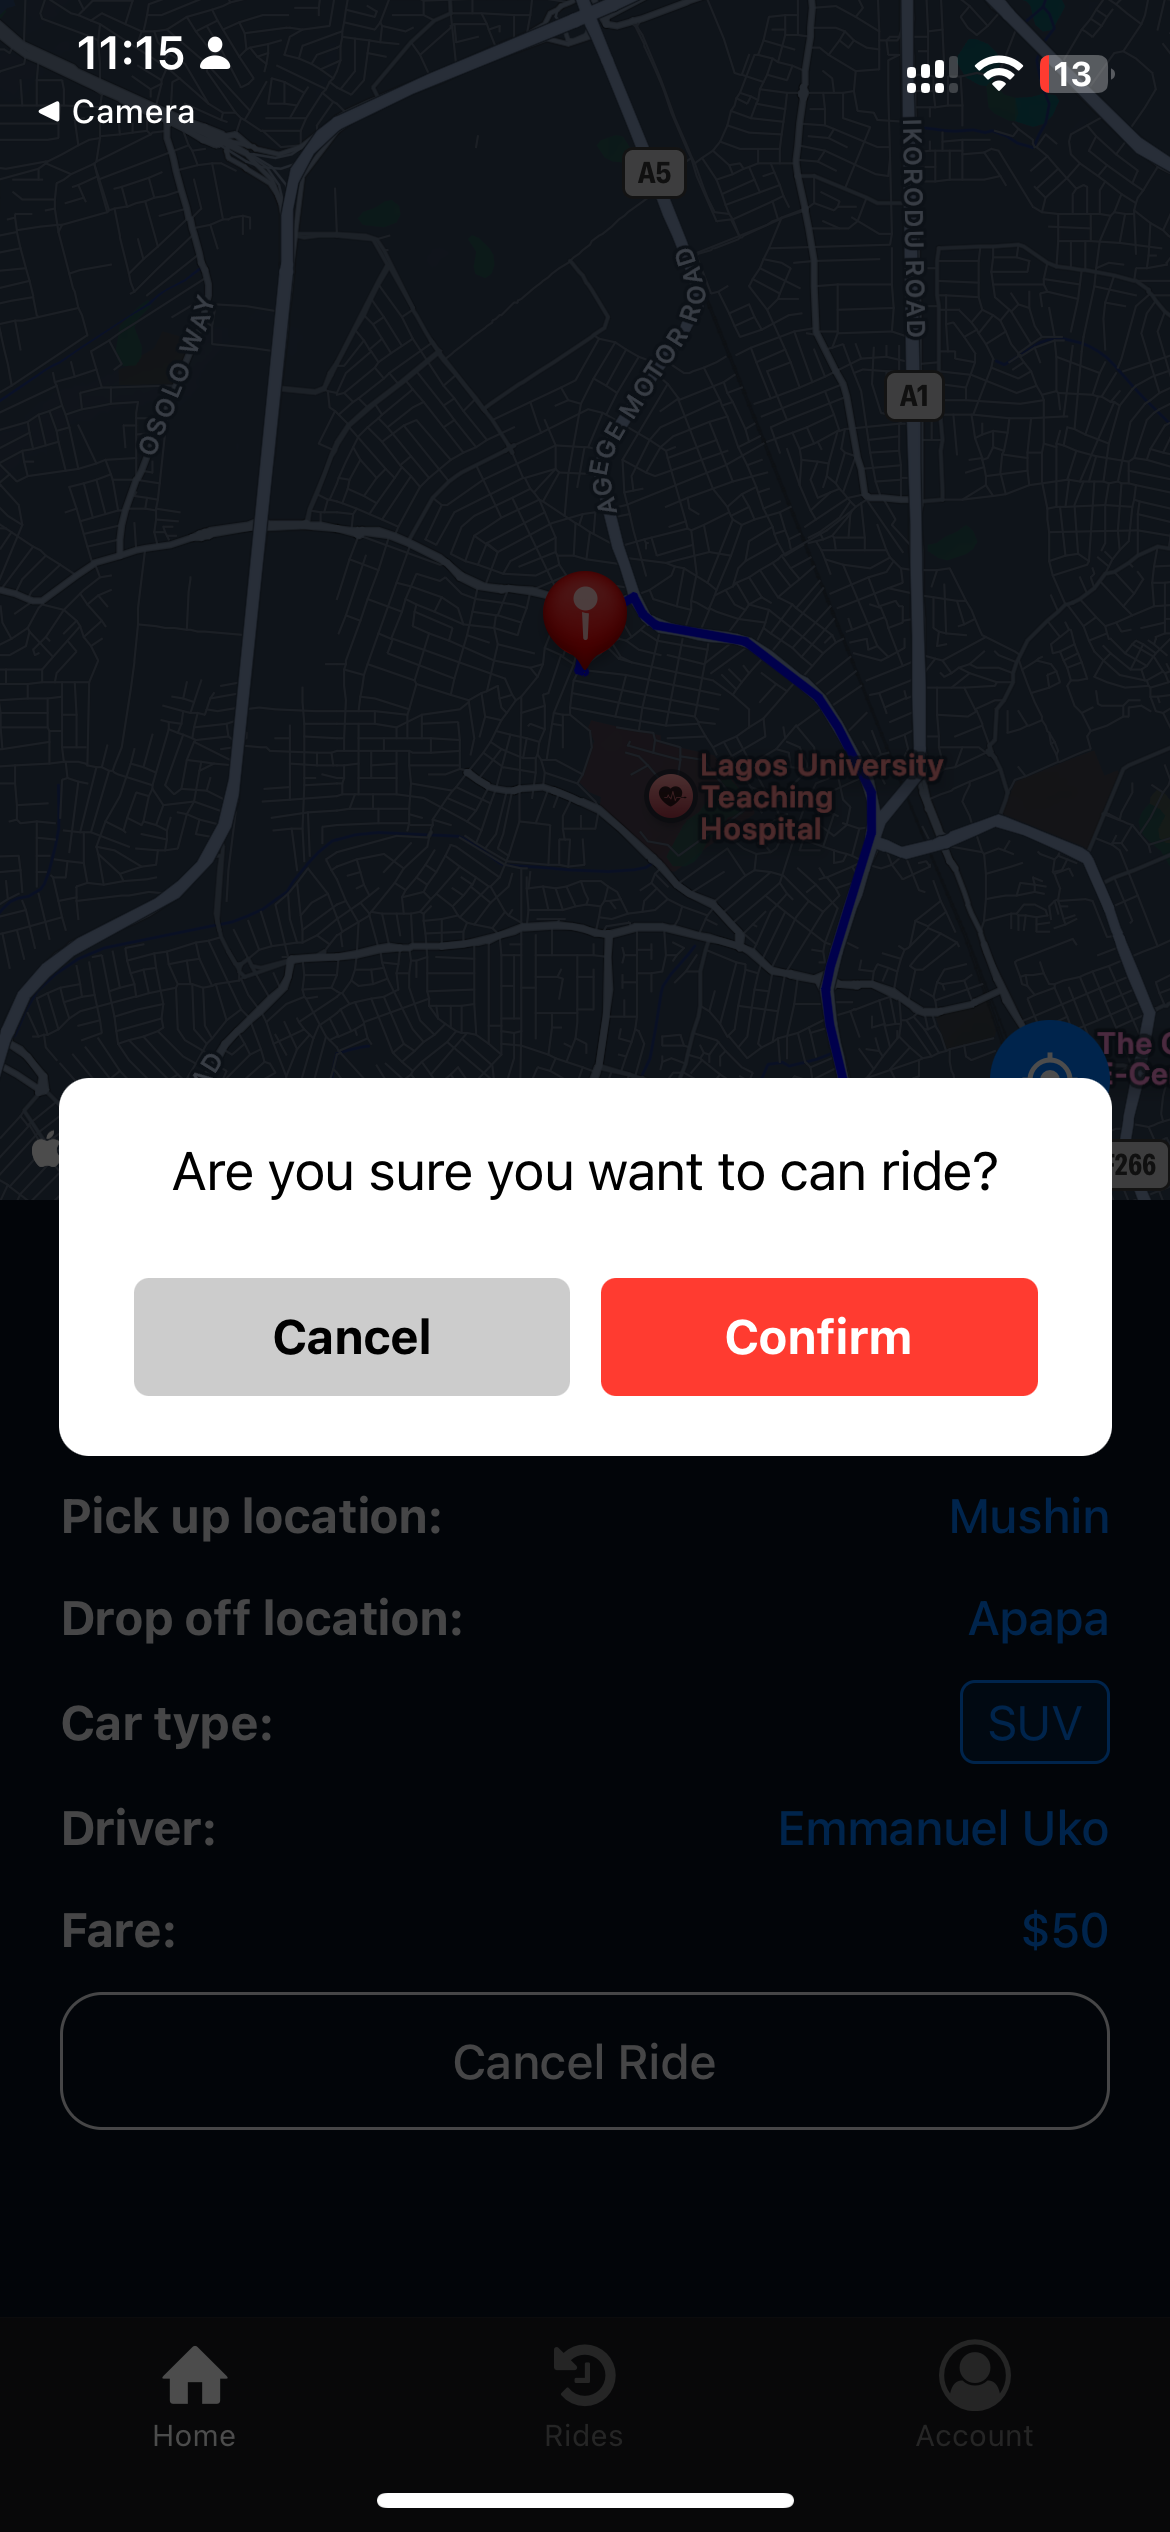 11:15
13
Camera
A5
IKORODU ROAD
AGEGE MOTOR ROAD
OSOLO WAY
A1
Lagos University
Teaching
Hospital
The
E-Ce
266
Are you sure you want to can ride?
Cancel
Confirm
Pick up location:
Mushin
Drop off location:
Apapa
Car type:
SUV
Driver:
Emmanuel Uko
Fare:
$50
Cancel Ride
Home
Rides
Account